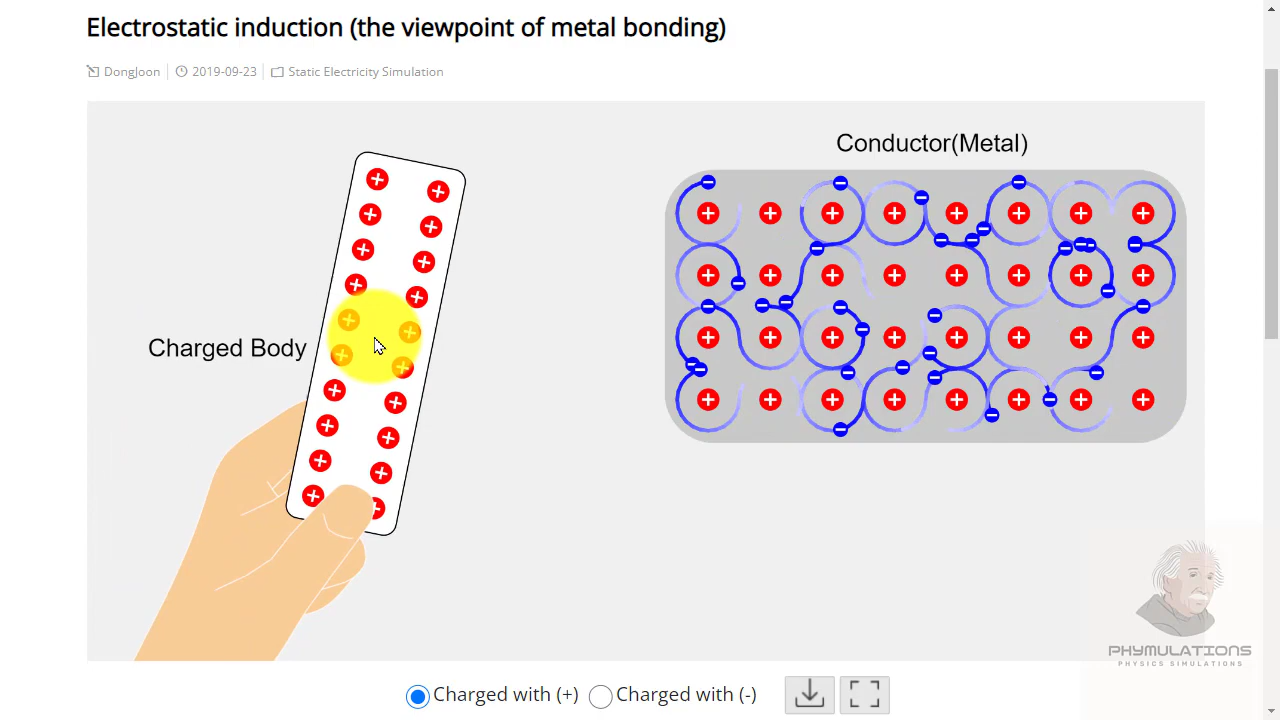 Electrostatic induction (the viewpoint of metal bonding)
DongJoon 2019-09-23 Static Electricity Simulation
Conductor(Metal)
Charged Body
PHYMULATIONS
PHYSICS SIMULATIONS
Charged with (+) Charged with (-)